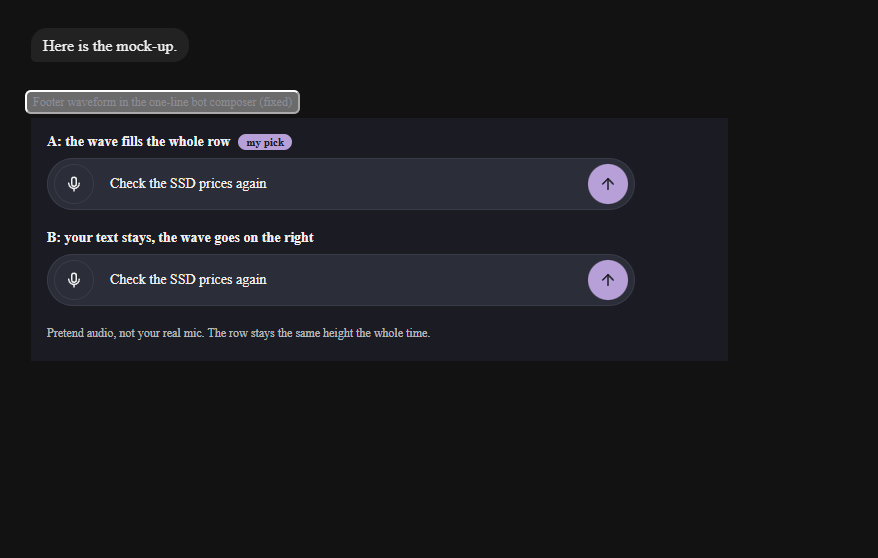 Here is the mock-up.
Footer waveform in the one-line bot composer (fixed)
A: the wave fills the whole row my pick
Check the SSD prices again
B: your text stays, the wave goes on the right
Check the SSD prices again
Pretend audio, not your real mic. The row stays the same height the whole time.